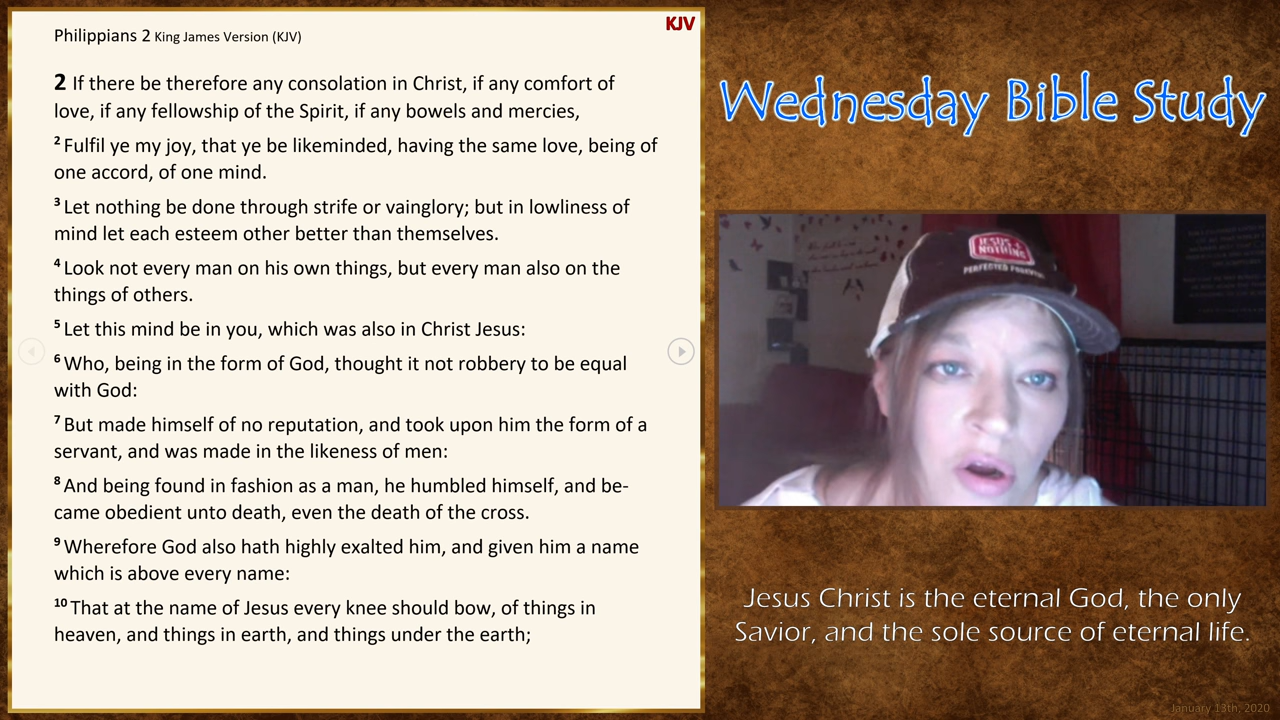 KJV
Philippians 2 King James Version (KJV)
2 If there be therefore any consolation in Christ, if any comfort of
love, if any fellowship of the Spirit, if any bowels and mercies,
2 Fulfil ye my joy, that ye be likeminded, having the same love, being of
one accord, of one mind.
3 Let nothing be done through strife or vainglory; but in lowliness of
mind let each esteem other better than themselves.
4 Look not every man on his own things, but every man also on the
things of others.
5 Let this mind be in you, which was also in Christ Jesus:
6 Who, being in the form of God, thought it not robbery to be equal
with God:
7 But made himself of no reputation, and took upon him the form of a
servant, and was made in the likeness of men:
8 And being found in fashion as a man, he humbled himself, and be-
came obedient unto death, even the death of the cross.
9 Wherefore God also hath highly exalted him, and given him a name
which is above every name:
10 That at the name of Jesus every knee should bow, of things in
heaven, and things in earth, and things under the earth;
Wednesday Bible Study
JESUS +
NOTHING
PERFECTED FOREVER
Jesus Christ is the eternal God, the only
Savior, and the sole source of eternal life.
January 13th, 2020